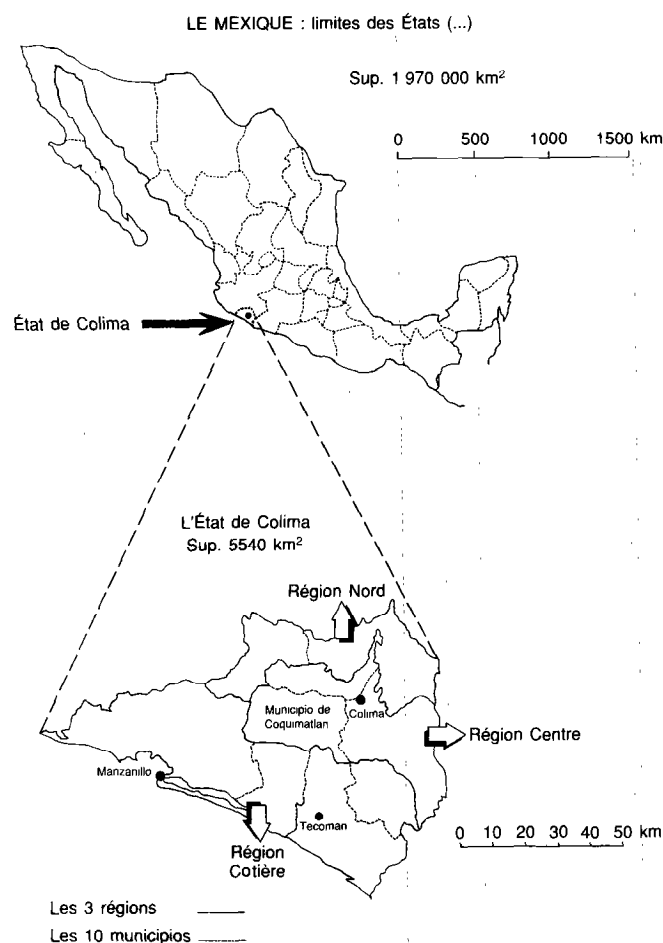 LE MEXIQUE : limites des États (...)
Sup. 1 970 000 km²
0 500 1000 1500 km
État de Colima
L'État de Colima
Sup. 5540 km²
Région Nord
Municipio de
Coquimatlan
Colima
Région Centre
Manzanillo
Tecoman
Région
Cotière
0 10 20 30 40 50 km
Les 3 régions
Les 10 municipios